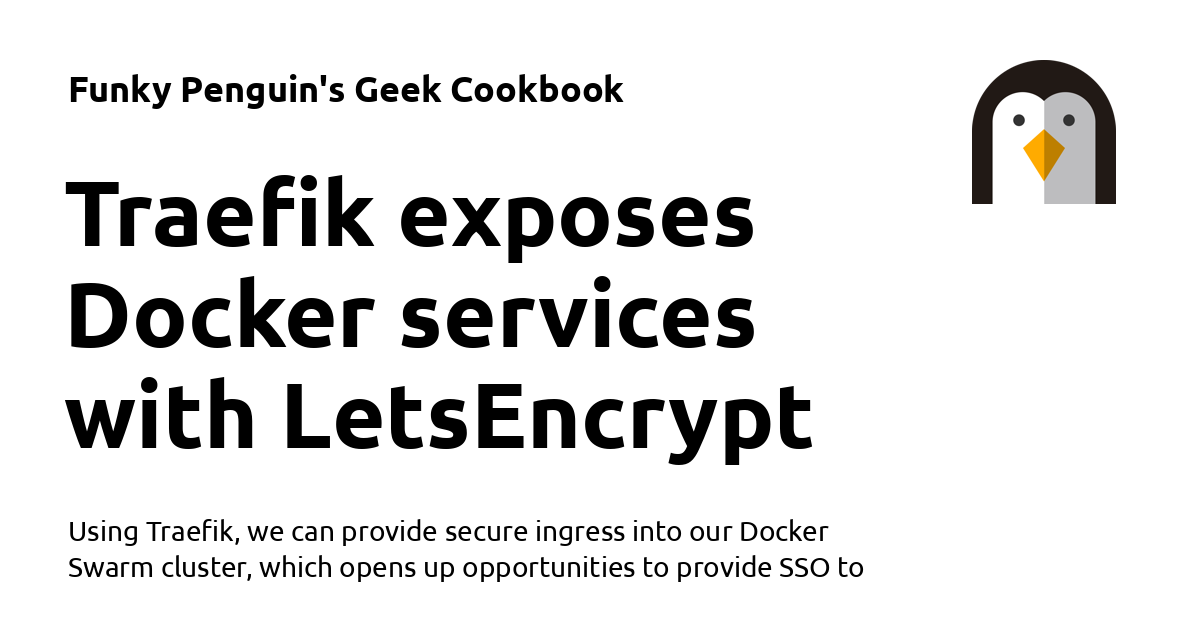 Funky Penguin's Geek Cookbook
Traefik exposes
Docker services
with LetsEncrypt
Using Traefik, we can provide secure ingress into our Docker
Swarm cluster, which opens up opportunities to provide SSO to